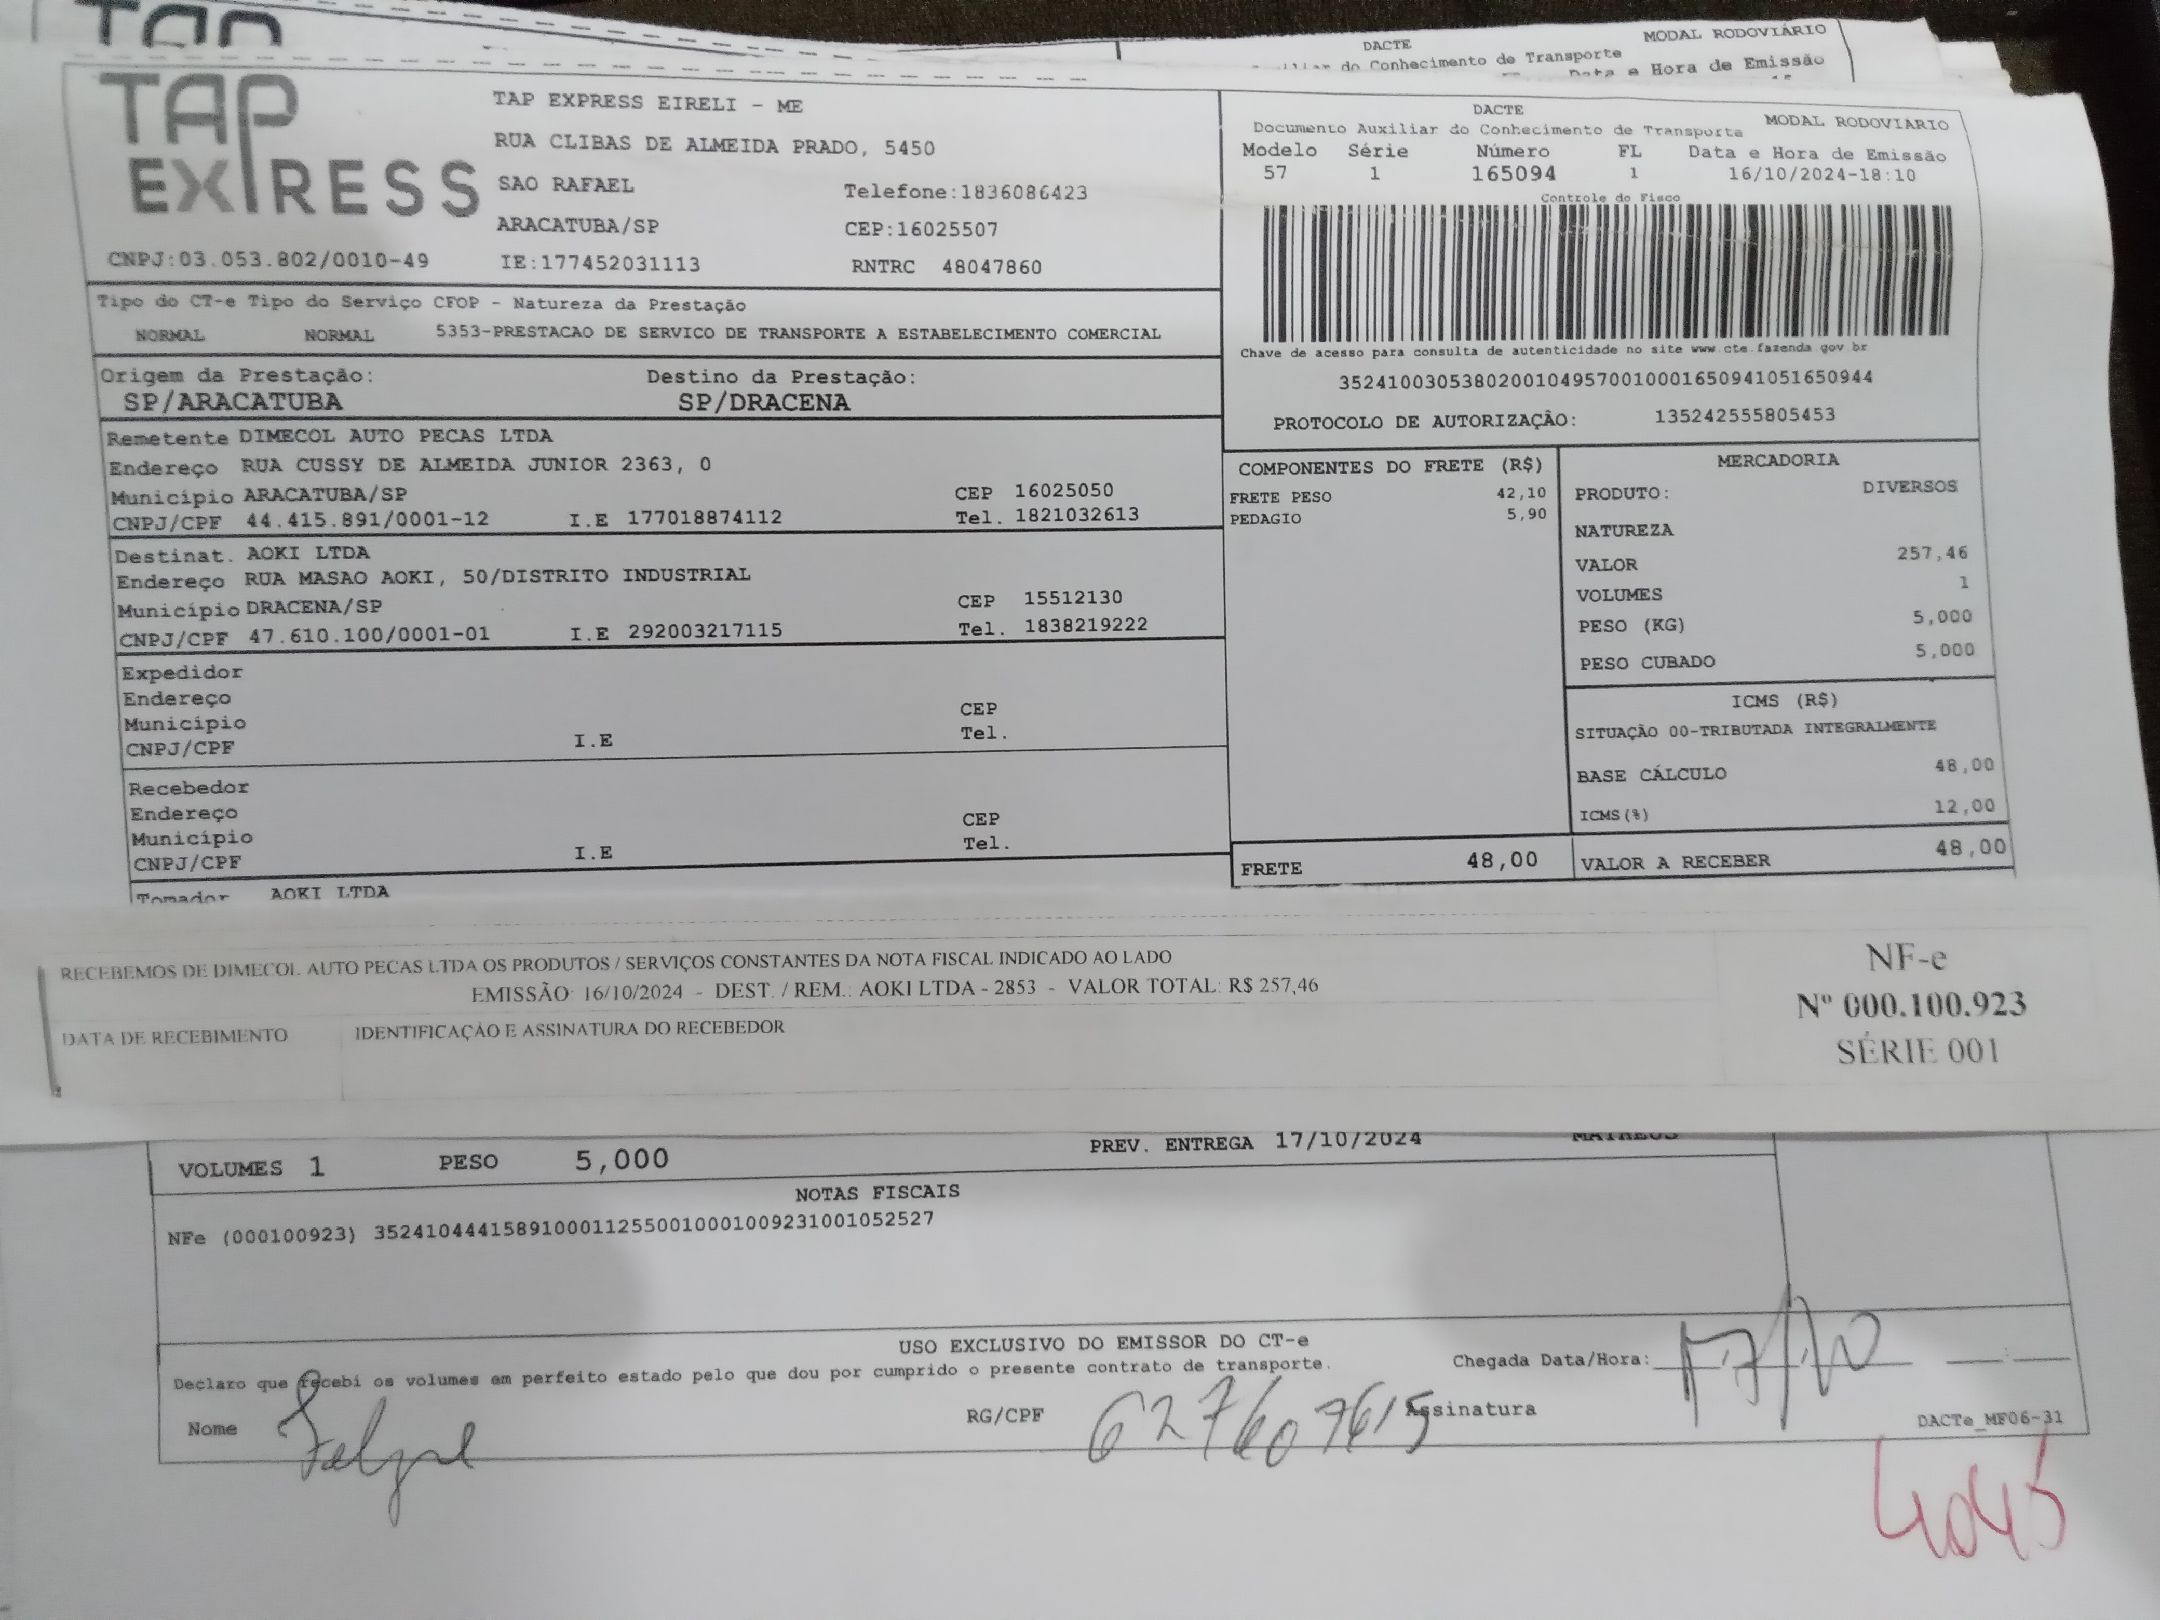 DACTE
MODAL RODOVIÁRIO
do Conhecimento de Transporte
Data e Hora de Emissão
TAP
EXPRESS
TAP EXPRESS EIRELI - ME
RUA CLIBAS DE ALMEIDA PRADO, 5450
SAO RAFAEL Telefone:1836086423
ARACATUBA/SP CEP:16025507
CNPJ:03.053.802/0010-49 IE:177452031113 RNTRC 48047860
DACTE
Documento Auxiliar do Conhecimento de Transporte MODAL RODOVIARIO
Modelo Série Número FL Data e Hora de Emissão
57 1 165094 1 16/10/2024-18:10
Controle do Fisco
Chave de acesso para consulta de autenticidade no site www.cte.fazenda.gov.br
35241003053802001049570010001650941051650944
PROTOCOLO DE AUTORIZAÇÃO: 135242555805453
Tipo do CT-e Tipo do Serviço CFOP - Natureza da Prestação
NORMAL NORMAL 5353-PRESTACAO DE SERVICO DE TRANSPORTE A ESTABELECIMENTO COMERCIAL
Origem da Prestação: Destino da Prestação:
SP/ARACATUBA SP/DRACENA
Remetente DIMECOL AUTO PECAS LTDA
Endereço RUA CUSSY DE ALMEIDA JUNIOR 2363, 0
Município ARACATUBA/SP CEP 16025050
CNPJ/CPF 44.415.891/0001-12 I.E 177018874112 Tel. 1821032613
Destinat. AOKI LTDA
Endereço RUA MASAO AOKI, 50/DISTRITO INDUSTRIAL
Município DRACENA/SP CEP 15512130
CNPJ/CPF 47.610.100/0001-01 I.E 292003217115 Tel. 1838219222
Expedidor
Endereço
Município CEP
CNPJ/CPF I.E Tel.
Recebedor
Endereço
Município CEP
CNPJ/CPF I.E Tel.
Tomador AOKI LTDA
COMPONENTES DO FRETE (R$)
FRETE PESO 42,10
PEDAGIO 5,90
FRETE 48,00
MERCADORIA
PRODUTO: DIVERSOS
NATUREZA
VALOR 257,46
VOLUMES 1
PESO (KG) 5,000
PESO CUBADO 5,000
ICMS (R$)
SITUAÇÃO 00-TRIBUTADA INTEGRALMENTE
BASE CÁLCULO 48,00
ICMS(%) 12,00
VALOR A RECEBER 48,00
RECEBEMOS DE DIMECOL AUTO PECAS LTDA OS PRODUTOS / SERVIÇOS CONSTANTES DA NOTA FISCAL INDICADO AO LADO
EMISSÃO: 16/10/2024 - DEST. / REM.: AOKI LTDA - 2853 - VALOR TOTAL: R$ 257,46
DATA DE RECEBIMENTO IDENTIFICAÇÃO E ASSINATURA DO RECEBEDOR
NF-e
Nº 000.100.923
SÉRIE 001
VOLUMES 1 PESO 5,000 PREV. ENTREGA 17/10/2024 MATHEUS
NOTAS FISCAIS
NFe (000100923) 35241044415891000112550010001009231001052527
USO EXCLUSIVO DO EMISSOR DO CT-e
Declaro que recebi os volumes em perfeito estado pelo que dou por cumprido o presente contrato de transporte. Chegada Data/Hora: 17/10
Nome Felipe RG/CPF 627607615 Assinatura
DACTe_MF06-31